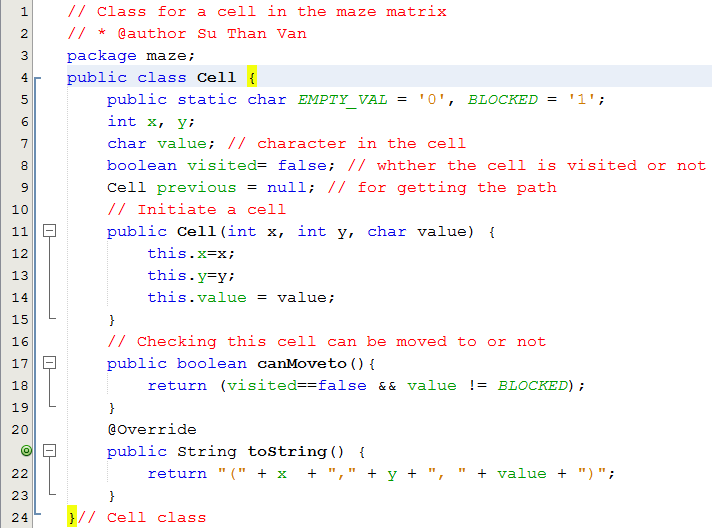 1 // Class for a cell in the maze matrix
2 // * @author Su Than Van
3 package maze;
4 public class Cell {
5 public static char EMPTY_VAL = '0', BLOCKED = '1';
6 int x, y;
7 char value; // character in the cell
8 boolean visited= false; // whther the cell is visited or not
9 Cell previous = null; // for getting the path
10 // Initiate a cell
11 public Cell(int x, int y, char value) {
12 this.x=x;
13 this.y=y;
14 this.value = value;
15 }
16 // Checking this cell can be moved to or not
17 public boolean canMoveto(){
18 return (visited==false && value != BLOCKED);
19 }
20 @Override
public String toString() {
22 return "(" + x  + "," + y + ", " + value + ")";
23 }
24 }// Cell class